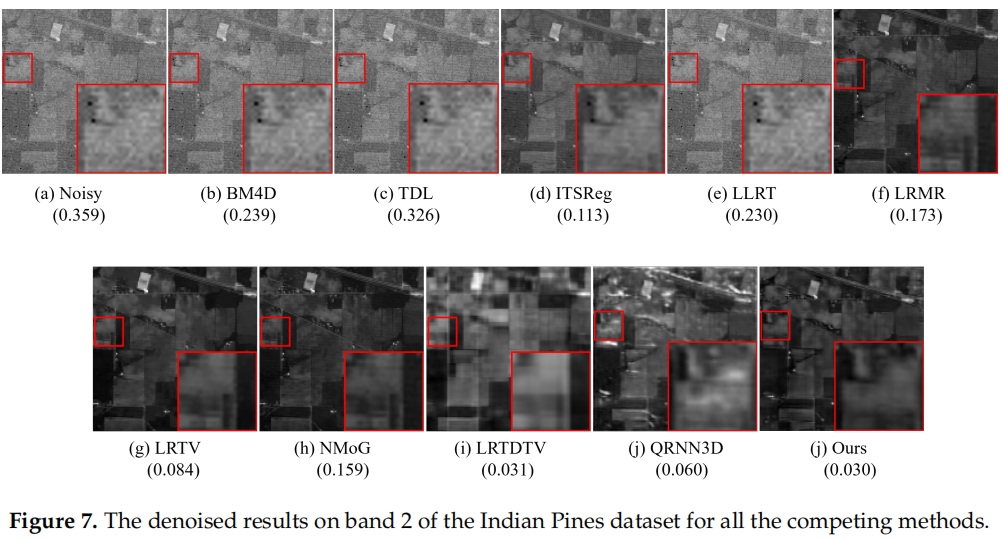 (a) Noisy (b) BM4D (c) TDL (d) ITSReg (e) LLRT (f) LRMR
(0.359) (0.239) (0.326) (0.113) (0.230) (0.173)
(g) LRTV (h) NMoG (i) LRTDTV (j) QRNN3D (j) Ours
(0.084) (0.159) (0.031) (0.060) (0.030)
Figure 7. The denoised results on band 2 of the Indian Pines dataset for all the competing methods.